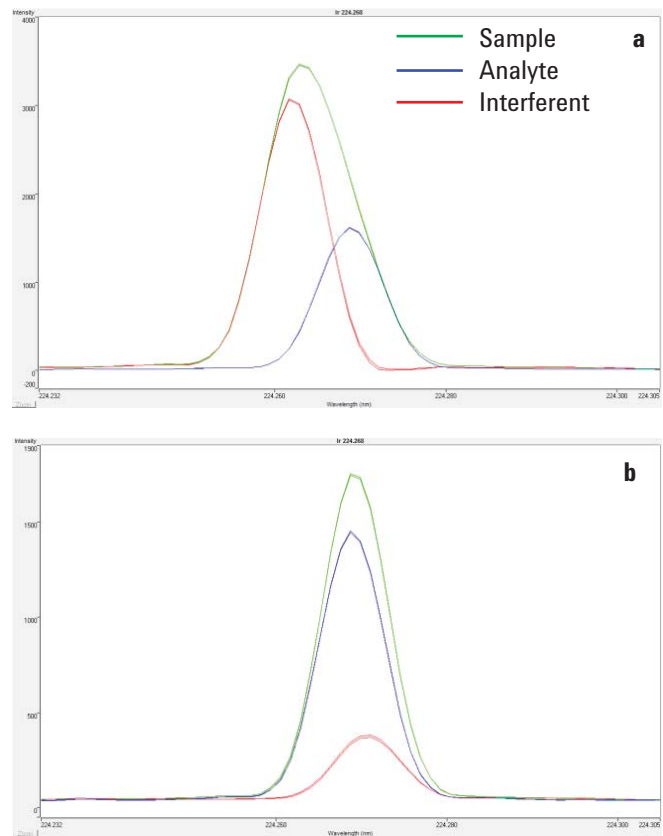 Intensity
Ir 224.268
4000
Sample
a
Analyte
Interferent
3000
2000
1000
0
-200
224.232
224.260
224.280
224.300
224.305
Zoom
Wavelength (nm)
Intensity
Ir 224.268
1900
b
1500
1000
500
0
224.232
224.260
224.280
224.300
224.305
Zoom
Wavelength (nm)